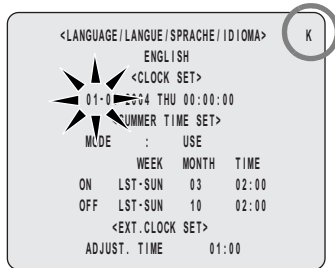 <LANGUAGE/LANGUE/SPRACHE/IDIOMA> K
ENGLISH
<CLOCK SET>
01-0 2004 THU 00:00:00
<SUMMER TIME SET>
MODE : USE
WEEK MONTH TIME
ON LST·SUN 03 02:00
OFF LST·SUN 10 02:00
<EXT.CLOCK SET>
ADJUST. TIME 01:00